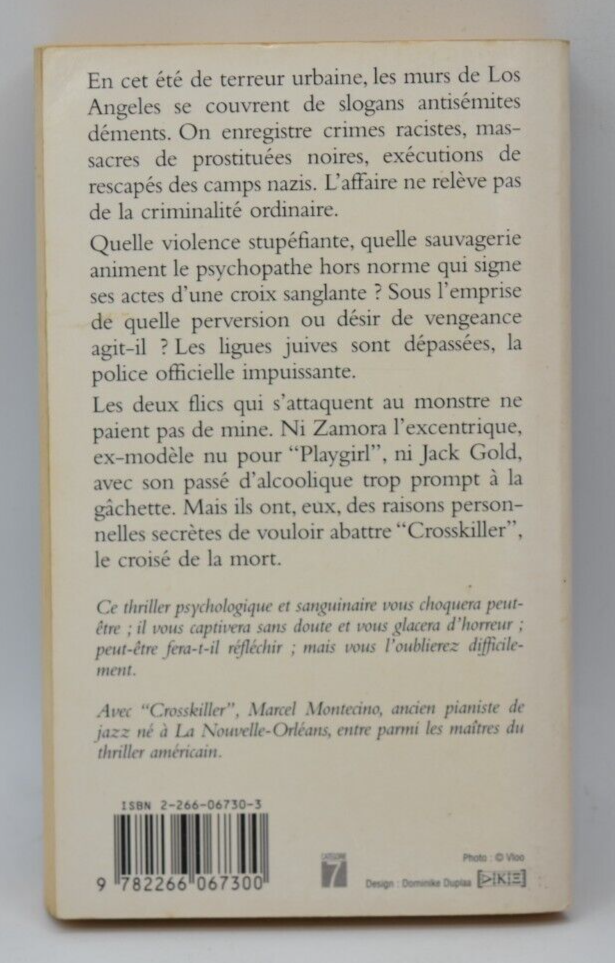 En cet été de terreur urbaine, les murs de Los
Angeles se couvrent de slogans antisémites
déments. On enregistre crimes racistes, mas-
sacres de prostituées noires, exécutions de
rescapés des camps nazis. L'affaire ne relève pas
de la criminalité ordinaire.
Quelle violence stupéfiante, quelle sauvagerie
animent le psychopathe hors norme qui signe
ses actes d'une croix sanglante ? Sous l'emprise
de quelle perversion ou désir de vengeance
agit-il ? Les ligues juives sont dépassées, la
police officielle impuissante.
Les deux flics qui s'attaquent au monstre ne
paient pas de mine. Ni Zamora l'excentrique,
ex-modèle nu pour "Playgirl", ni Jack Gold,
avec son passé d'alcoolique trop prompt à la
gâchette. Mais ils ont, eux, des raisons person-
nelles secrètes de vouloir abattre "Crosskiller",
le croisé de la mort.
Ce thriller psychologique et sanguinaire vous choquera peut-
être ; il vous captivera sans doute et vous glacera d'horreur ;
peut-être fera-t-il réfléchir ; mais vous l'oublierez difficile-
ment.
Avec "Crosskiller", Marcel Montecino, ancien pianiste de
jazz né à La Nouvelle-Orléans, entre parmi les maîtres du
thriller américain.
ISBN 2-266-06730-3
9 782266 067300
CATÉGORIE
7
Photo : © Vloo
Design : Dominike Duplaa